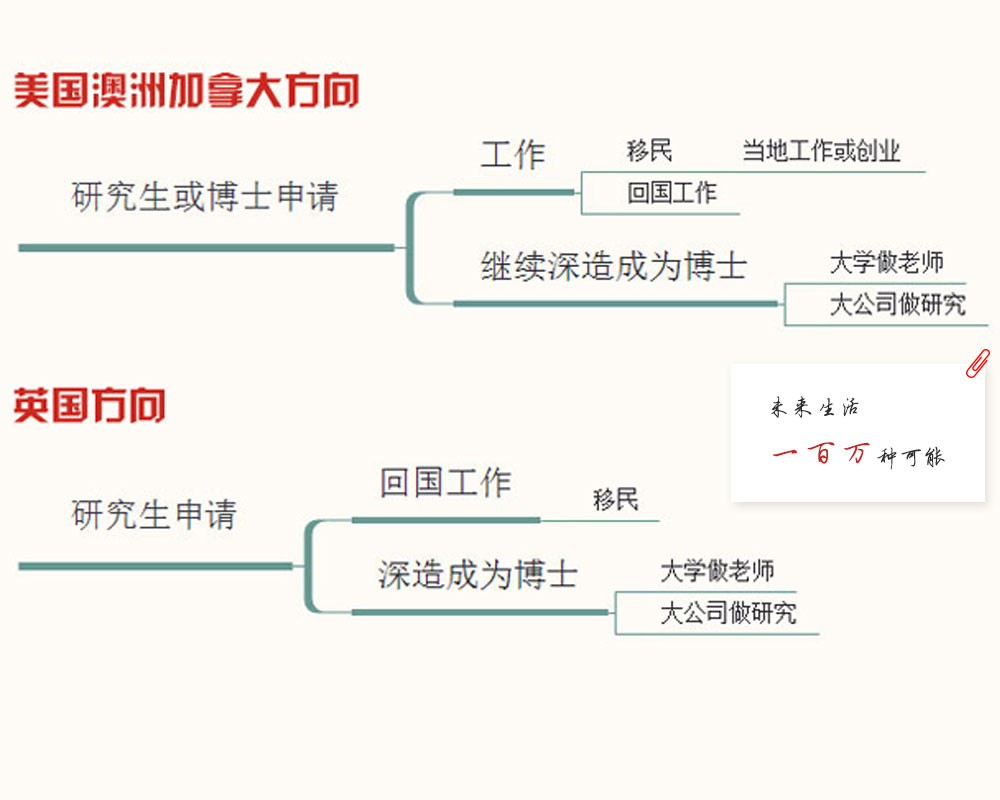 美国澳洲加拿大方向
工作
移民
当地工作或创业
研究生或博士申请
回国工作
继续深造成为博士
大学做老师
大公司做研究
英国方向
未来生活
一百万种可能
回国工作
移民
研究生申请
深造成为博士
大学做老师
大公司做研究